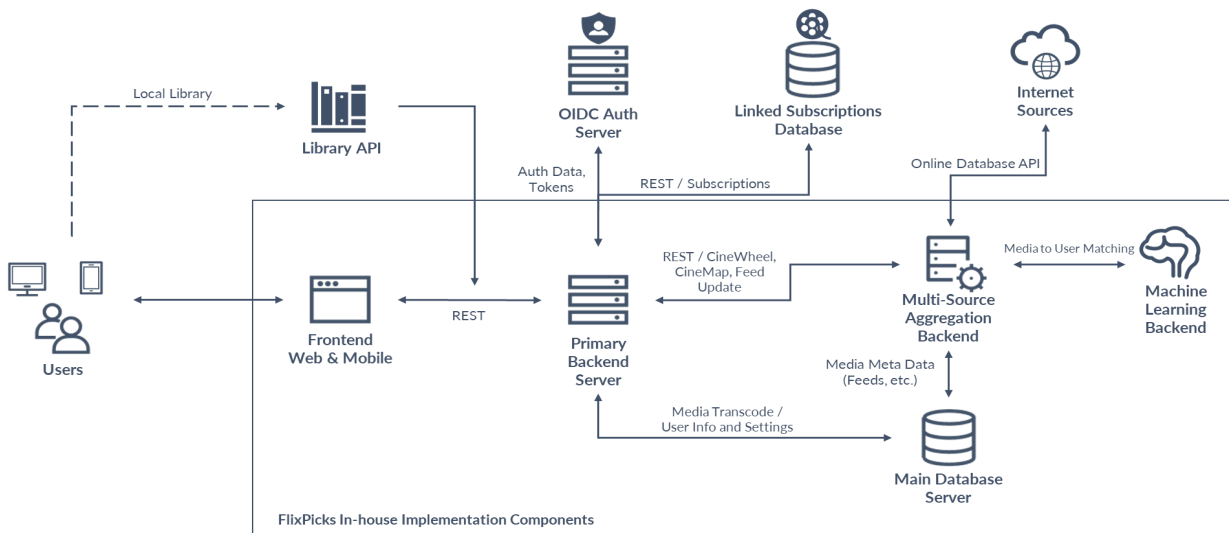 Local Library
Library API
OIDC Auth
Server
Linked Subscriptions
Database
Internet
Sources
Auth Data,
Tokens
REST / Subscriptions
Online Database API
Users
Frontend
Web & Mobile
REST
Primary
Backend
Server
REST / CineWheel,
CineMap, Feed
Update
Multi-Source
Aggregation
Backend
Media to User Matching
Machine
Learning
Backend
Media Meta Data
(Feeds, etc.)
Media Transcode /
User Info and Settings
Main Database
Server
FlixPicks In-house Implementation Components